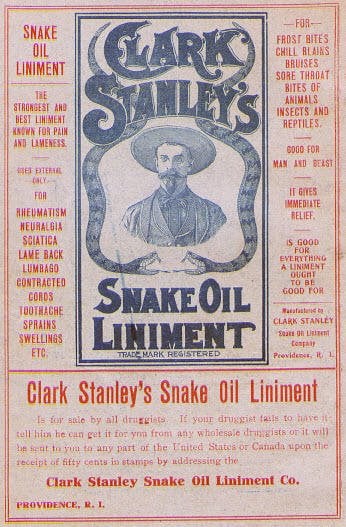 SNAKE
OIL
LINIMENT
THE
STRONGEST AND
BEST LINIMENT
KNOWN FOR PAIN
AND LAMENESS.
USED EXTERNAL
ONLY
FOR
RHEUMATISM
NEURALGIA
SCIATICA
LAME BACK
LUMBAGO
CONTRACTED
CORDS
TOOTHACHE
SPRAINS
SWELLINGS
ETC.
CLARK
STANLEY'S
SNAKE OIL
LINIMENT
TRADE MARK REGISTERED
—FOR—
FROST BITES
CHILL BLAINS
BRUISES
SORE THROAT
BITES OF
ANIMALS
INSECTS AND
REPTILES.
GOOD FOR
MAN AND BEAST
IT GIVES
IMMEDIATE
RELIEF.
IS GOOD
FOR
EVERYTHING
A LINIMENT
OUGHT
TO BE
GOOD FOR
Manufactured by
CLARK STANLEY
Snake Oil Liniment
Company
Providence, R. I.
Clark Stanley's Snake Oil Liniment
Is for sale by all druggists. If your druggist fails to have it
tell him he can get it for you from any wholesale druggists or it will
be sent to you to any part of the United States or Canada upon the
receipt of fifty cents in stamps by addressing the
Clark Stanley Snake Oil Liniment Co.
PROVIDENCE, R. I.